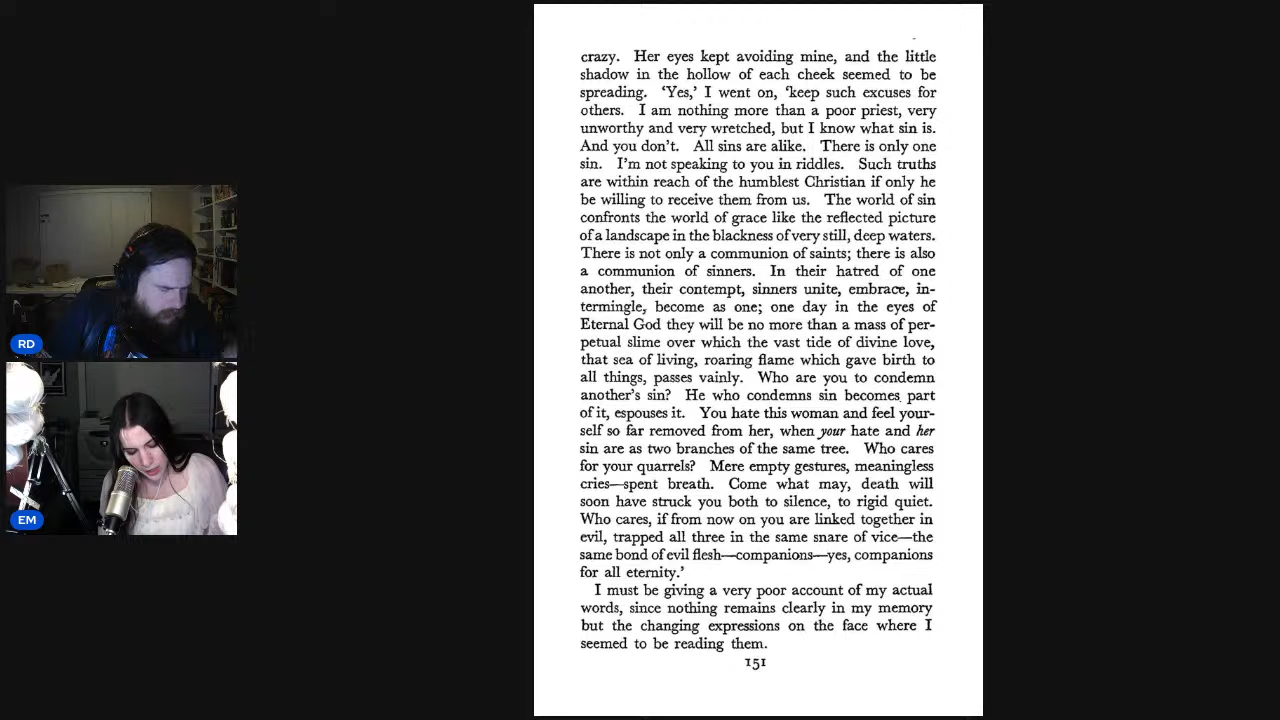 crazy. Her eyes kept avoiding mine, and the little
shadow in the hollow of each cheek seemed to be
spreading. ‘Yes,’ I went on, ‘keep such excuses for
others. I am nothing more than a poor priest, very
unworthy and very wretched, but I know what sin is.
And you don't. All sins are alike. There is only one
sin. I'm not speaking to you in riddles. Such truths
are within reach of the humblest Christian if only he
be willing to receive them from us. The world of sin
confronts the world of grace like the reflected picture
of a landscape in the blackness of very still, deep waters.
There is not only a communion of saints; there is also
a communion of sinners. In their hatred of one
another, their contempt, sinners unite, embrace, in-
termingle, become as one; one day in the eyes of
Eternal God they will be no more than a mass of per-
petual slime over which the vast tide of divine love,
that sea of living, roaring flame which gave birth to
all things, passes vainly. Who are you to condemn
another's sin? He who condemns sin becomes part
of it, espouses it. You hate this woman and feel your-
self so far removed from her, when your hate and her
sin are as two branches of the same tree. Who cares
for your quarrels? Mere empty gestures, meaningless
cries—spent breath. Come what may, death will
soon have struck you both to silence, to rigid quiet.
Who cares, if from now on you are linked together in
evil, trapped all three in the same snare of vice—the
same bond of evil flesh—companions—yes, companions
for all eternity.’
I must be giving a very poor account of my actual
words, since nothing remains clearly in my memory
but the changing expressions on the face where I
seemed to be reading them.
151
RD
EM